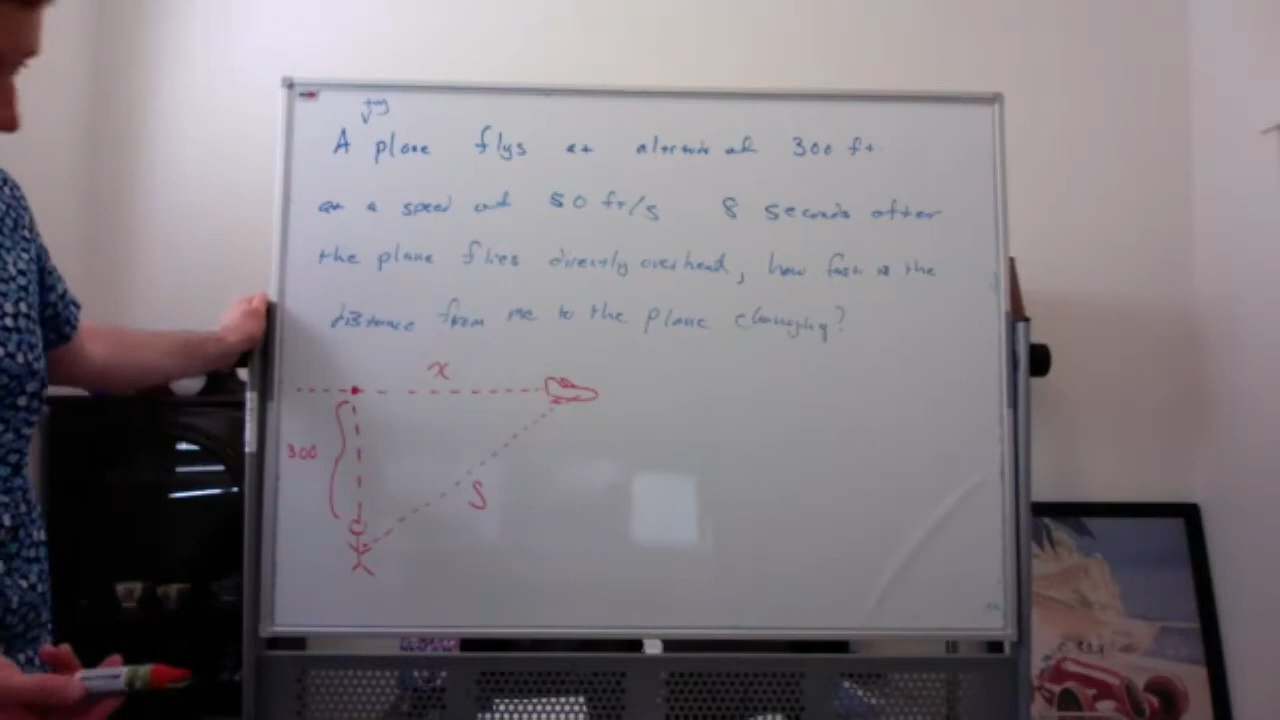 toy
A plane flys at altitude of 300 ft.
at a speed of 50 ft/s 8 seconds after
the plane flies directly overhead, how fast is the
distance from me to the plane changing?
x
300
S